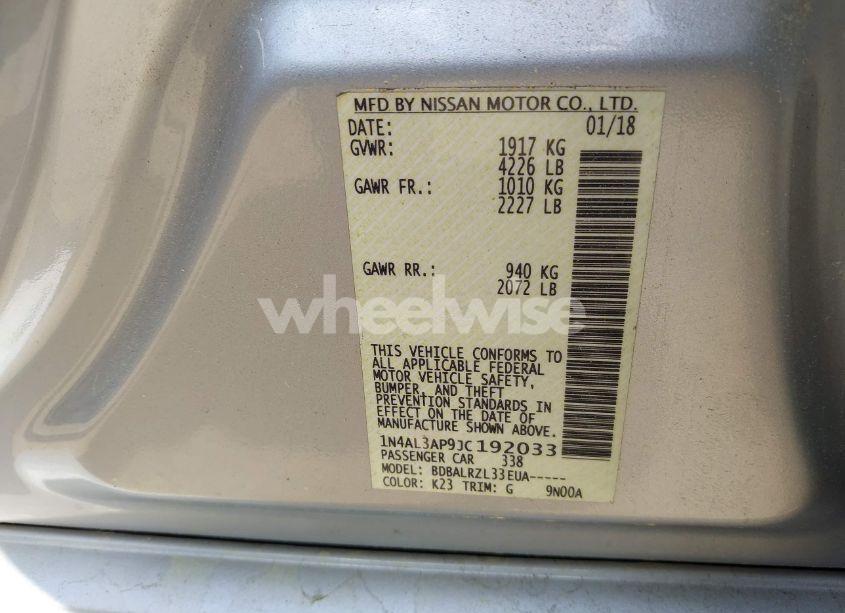 MFD BY NISSAN MOTOR CO., LTD.
DATE: 01/18
GVWR: 1917 KG
4226 LB
GAWR FR.: 1010 KG
2227 LB
GAWR RR.: 940 KG
2072 LB
wheelwise
THIS VEHICLE CONFORMS TO
ALL APPLICABLE FEDERAL
MOTOR VEHICLE SAFETY,
BUMPER, AND THEFT
PREVENTION STANDARDS IN
EFFECT ON THE DATE OF
MANUFACTURE SHOWN ABOVE.
1N4AL3AP9JC192033
PASSENGER CAR 338
MODEL: BDBALRZL33EUA-----
COLOR: K23 TRIM: G 9N00A